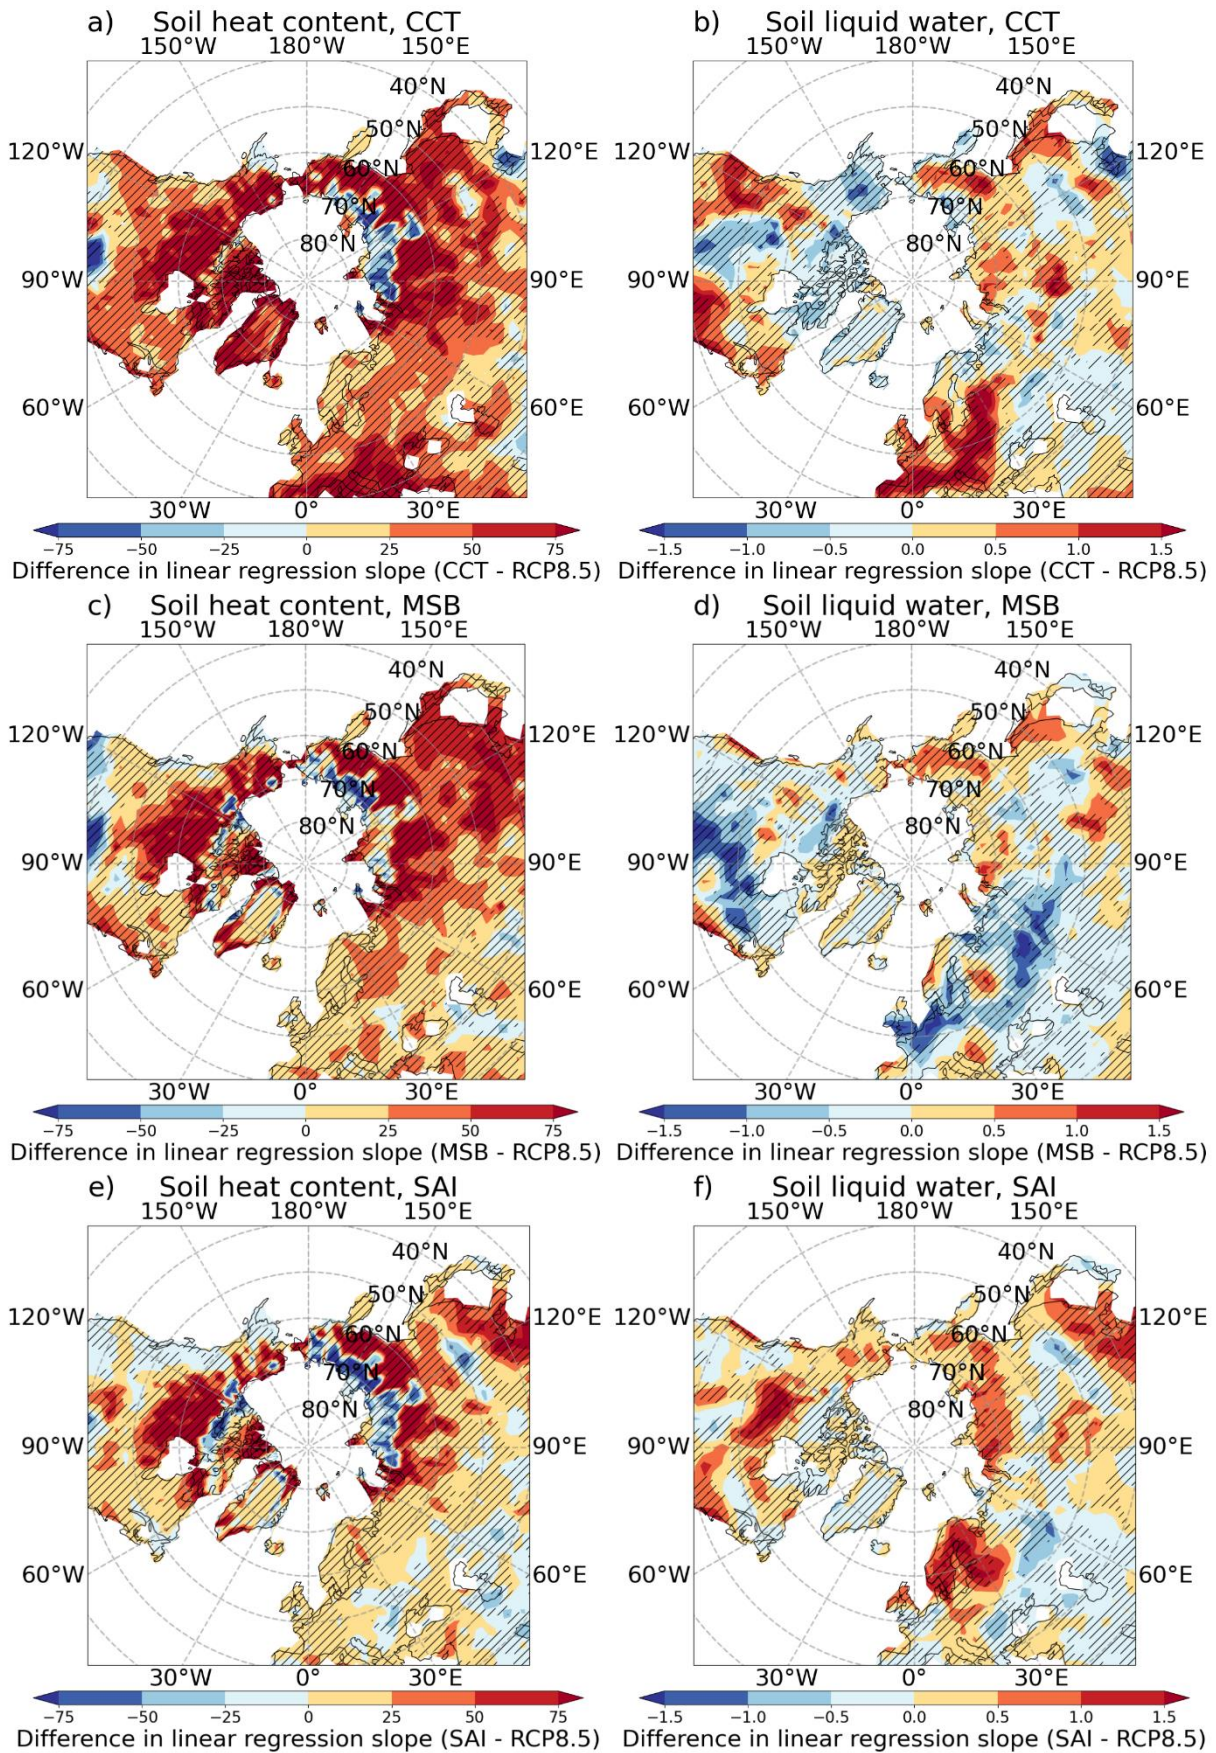 a) Soil heat content, CCT
b) Soil liquid water, CCT
150°W 180°W 150°E
150°W 180°W 150°E
40°N
40°N
50°N
50°N
120°W 60°N 120°E
120°W 60°N 120°E
70°N
70°N
80°N
80°N
90°W 90°E
90°W 90°E
60°W 60°E
60°W 60°E
30°W 0° 30°E
30°W 0° 30°E
−75 −50 −25 0 25 50 75
−1.5 −1.0 −0.5 0.0 0.5 1.0 1.5
Difference in linear regression slope (CCT - RCP8.5)
Difference in linear regression slope (CCT - RCP8.5)
c) Soil heat content, MSB
d) Soil liquid water, MSB
150°W 180°W 150°E
150°W 180°W 150°E
40°N
40°N
50°N
50°N
120°W 60°N 120°E
120°W 60°N 120°E
70°N
70°N
80°N
80°N
90°W 90°E
90°W 90°E
60°W 60°E
60°W 60°E
30°W 0° 30°E
30°W 0° 30°E
−75 −50 −25 0 25 50 75
−1.5 −1.0 −0.5 0.0 0.5 1.0 1.5
Difference in linear regression slope (MSB - RCP8.5)
Difference in linear regression slope (MSB - RCP8.5)
e) Soil heat content, SAI
f) Soil liquid water, SAI
150°W 180°W 150°E
150°W 180°W 150°E
40°N
40°N
50°N
50°N
120°W 60°N 120°E
120°W 60°N 120°E
70°N
70°N
80°N
80°N
90°W 90°E
90°W 90°E
60°W 60°E
60°W 60°E
30°W 0° 30°E
30°W 0° 30°E
−75 −50 −25 0 25 50 75
−1.5 −1.0 −0.5 0.0 0.5 1.0 1.5
Difference in linear regression slope (SAI - RCP8.5)
Difference in linear regression slope (SAI - RCP8.5)